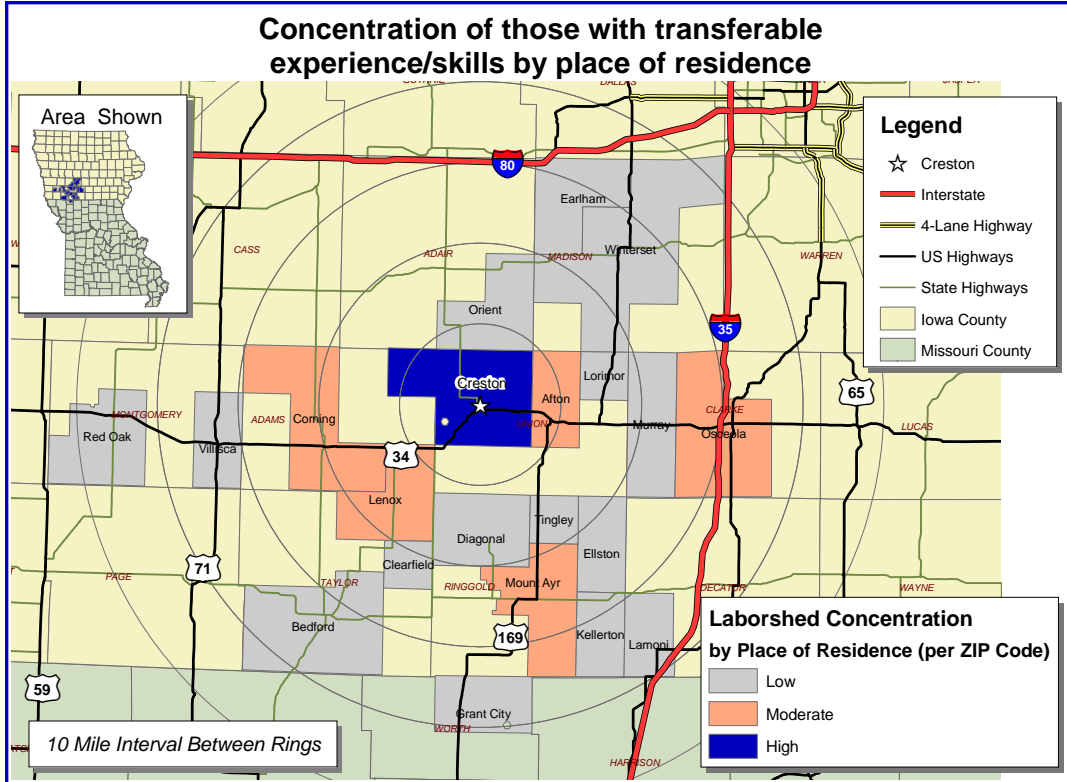 Concentration of those with transferable
experience/skills by place of residence
DALLAS
Area Shown
Legend
Creston
Interstate
4-Lane Highway
US Highways
State Highways
Iowa County
Missouri County
80
Earlham
CASS
ADAIR
MADISON
Winterset
WARREN
Orient
35
Creston
Lorimor
65
MONTGOMERY
ADAMS
Corning
Afton
UNION
CLARKE
Red Oak
Villisca
Murray
Osceola
LUCAS
34
Lenox
Tingley
Diagonal
Ellston
Clearfield
71
PAGE
TAYLOR
RINGGOLD
Mount Ayr
DECATUR
WAYNE
Bedford
169
Kellerton
Lamoni
59
Grant City
WORTH
HARRISON
10 Mile Interval Between Rings
Laborshed Concentration
by Place of Residence (per ZIP Code)
Low
Moderate
High